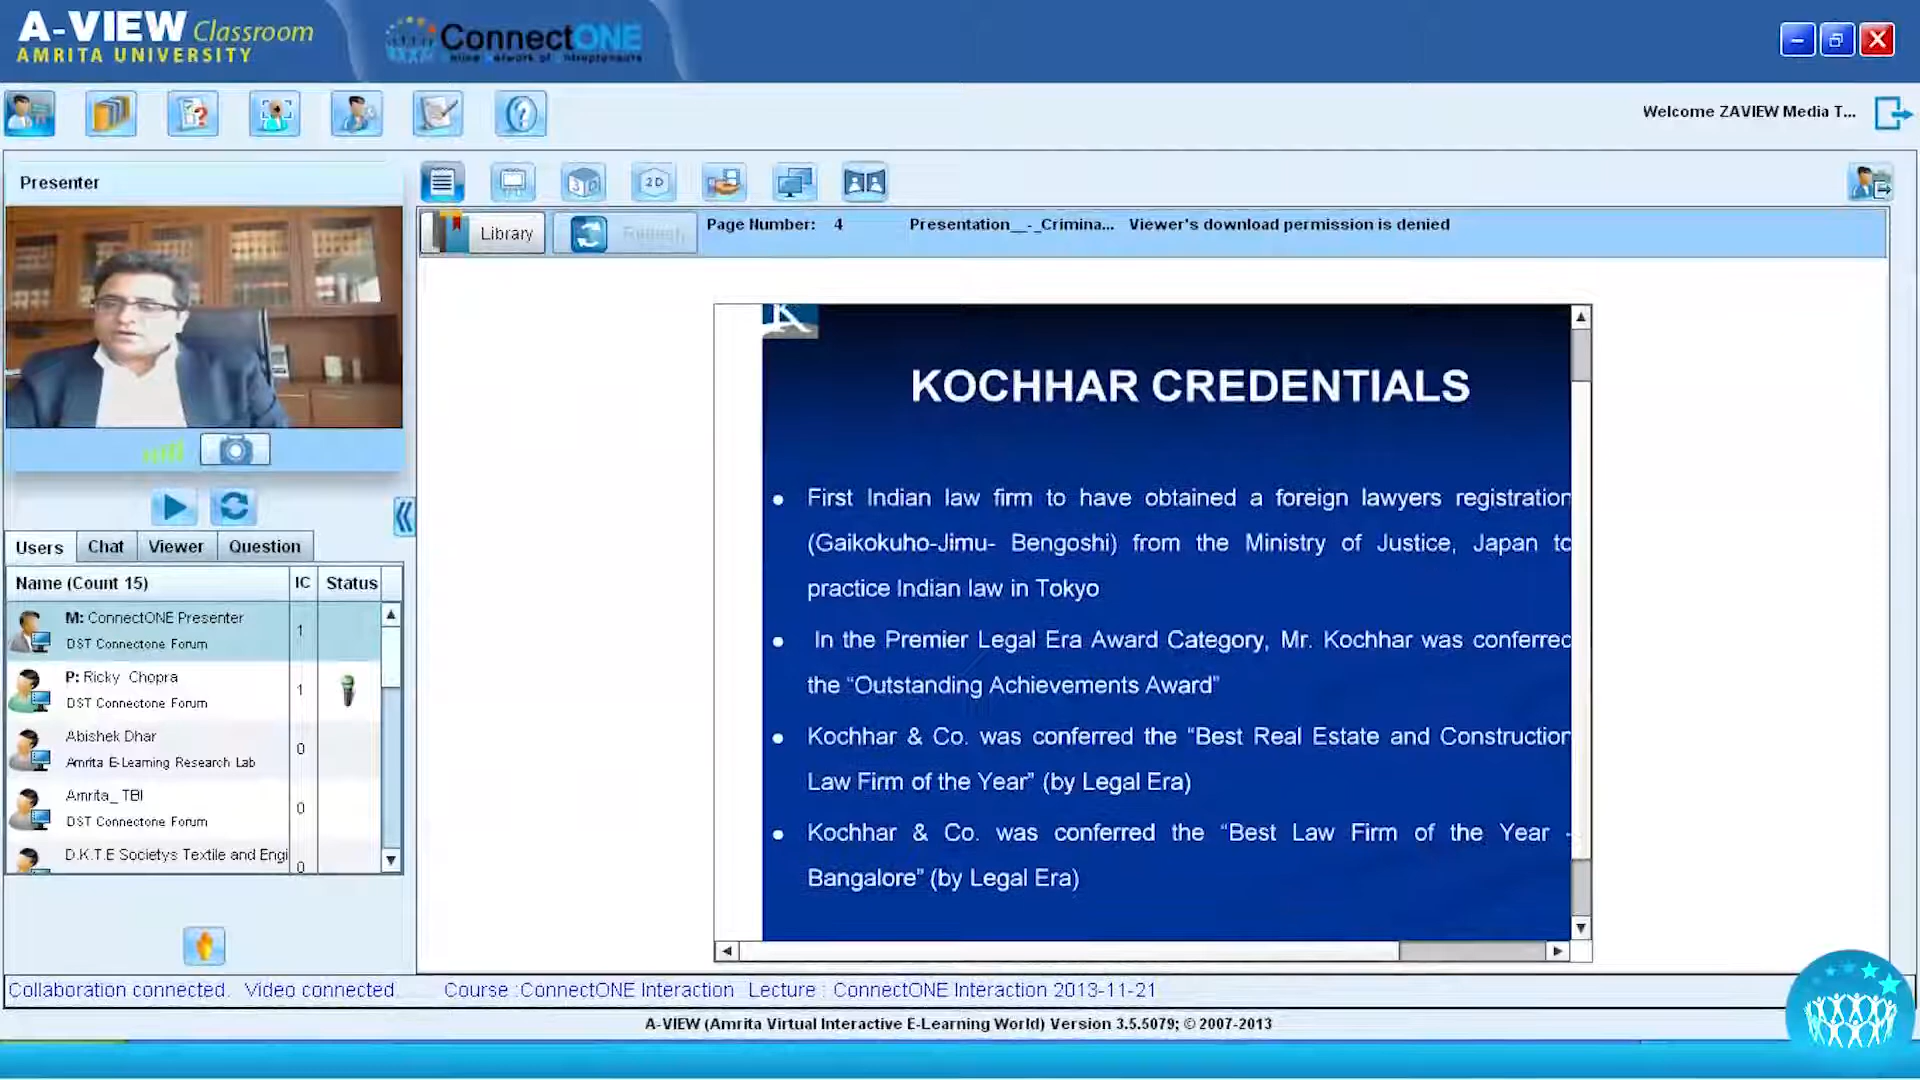 A-VIEW Classroom
AMRITA UNIVERSITY
ConnectONE
Online Network of Entrepreneurs
Welcome ZAVIEW Media T...
Presenter
3D
2D
Library
Refresh
Page Number: 4
Presentation__-_Crimina...
Viewer's download permission is denied
K
KOCHHAR CREDENTIALS
• First Indian law firm to have obtained a foreign lawyers registration
(Gaikokuho-Jimu- Bengoshi) from the Ministry of Justice, Japan to
practice Indian law in Tokyo
• In the Premier Legal Era Award Category, Mr. Kochhar was conferred
the “Outstanding Achievements Award”
• Kochhar & Co. was conferred the “Best Real Estate and Construction
Law Firm of the Year” (by Legal Era)
• Kochhar & Co. was conferred the “Best Law Firm of the Year -
Bangalore” (by Legal Era)
Users Chat Viewer Question
Name (Count 15) IC Status
M: ConnectONE Presenter
DST Connectone Forum
1
P: Ricky Chopra
DST Connectone Forum
1
Abishek Dhar
Amrita E-Learning Research Lab
0
Amrita_TBI
DST Connectone Forum
0
D.K.T.E Societys Textile and Engi
0
Collaboration connected. Video connected.
Course :ConnectONE Interaction Lecture : ConnectONE Interaction 2013-11-21
A-VIEW (Amrita Virtual Interactive E-Learning World) Version 3.5.5079; © 2007-2013